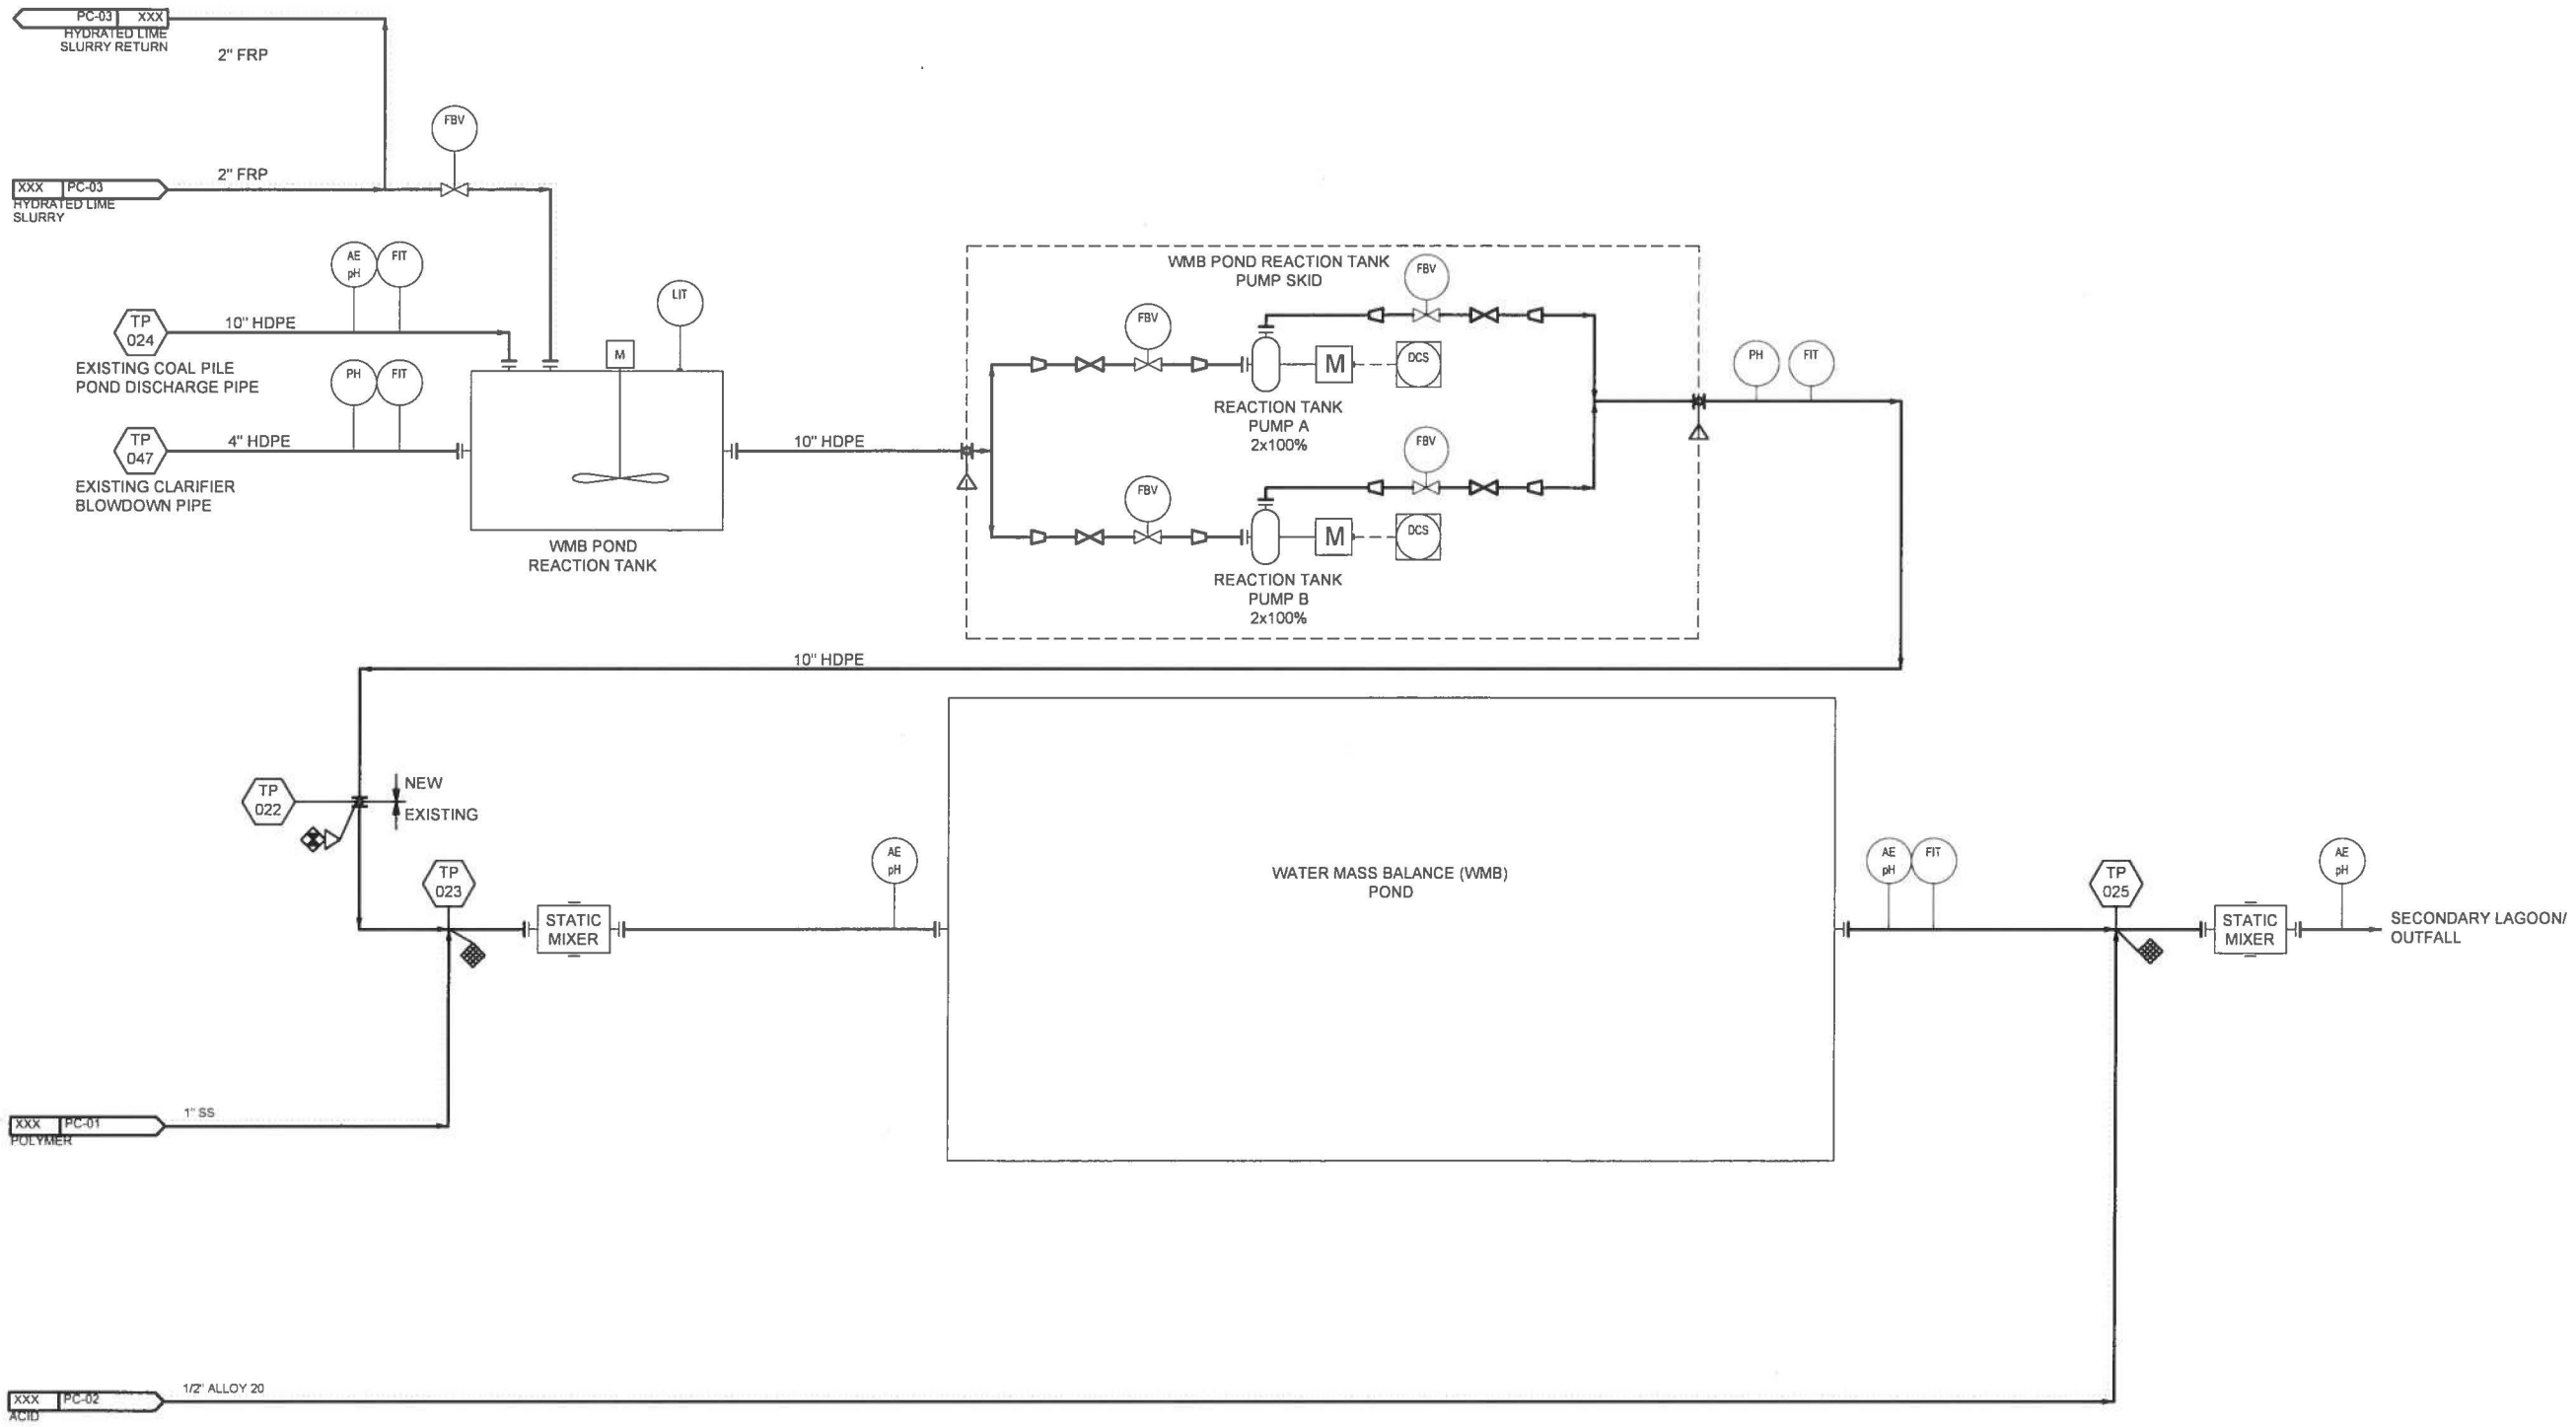 PC-03 XXX
HYDRATED LIME
SLURRY RETURN
2" FRP
FBV
2" FRP
XXX PC-03
HYDRATED LIME
SLURRY
AE
pH
FIT
TP
024
10" HDPE
EXISTING COAL PILE
POND DISCHARGE PIPE
PH
FIT
TP
047
4" HDPE
EXISTING CLARIFIER
BLOWDOWN PIPE
M
LIT
WMB POND
REACTION TANK
10" HDPE
WMB POND REACTION TANK
PUMP SKID
FBV
FBV
M
DCS
REACTION TANK
PUMP A
2x100%
FBV
FBV
M
DCS
REACTION TANK
PUMP B
2x100%
PH
FIT
10" HDPE
TP
022
NEW
EXISTING
TP
023
STATIC
MIXER
AE
pH
WATER MASS BALANCE (WMB)
POND
AE
pH
FIT
TP
025
STATIC
MIXER
AE
pH
SECONDARY LAGOON/
OUTFALL
1" SS
XXX PC-01
POLYMER
1/2" ALLOY 20
XXX PC-02
ACID